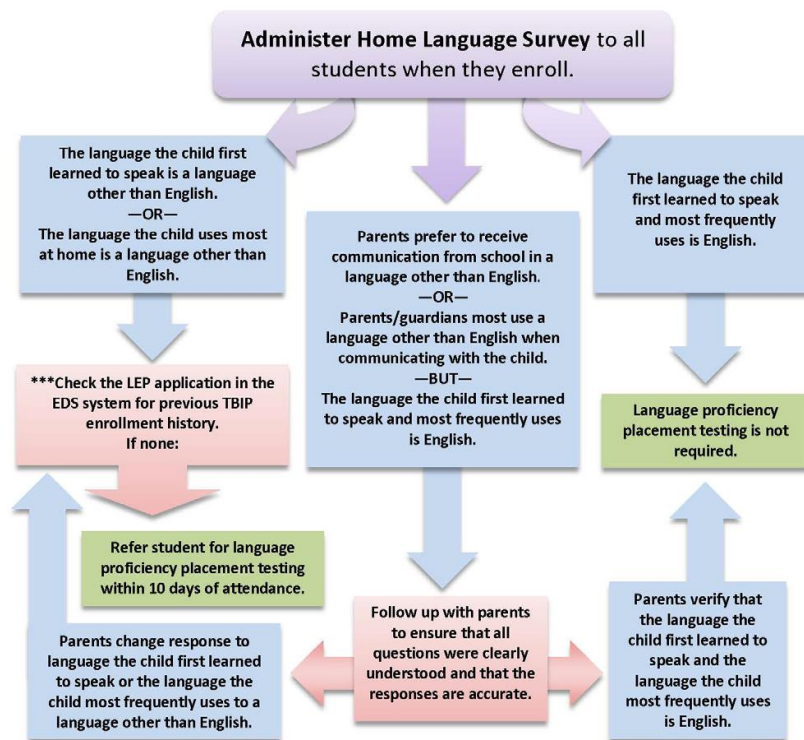 Administer Home Language Survey to all
students when they enroll.
The language the child first
learned to speak is a language
other than English.
—OR—
The language the child uses most
at home is a language other than
English.
Parents prefer to receive
communication from school in a
language other than English.
—OR—
Parents/guardians most use a
language other than English when
communicating with the child.
—BUT—
The language the child first learned
to speak and most frequently uses
is English.
The language the child
first learned to speak
and most frequently
uses is English.
***Check the LEP application in the
EDS system for previous TBIP
enrollment history.
If none:
Language proficiency
placement testing is not
required.
Refer student for language
proficiency placement testing
within 10 days of attendance.
Follow up with parents
to ensure that all
questions were clearly
understood and that the
responses are accurate.
Parents change response to
language the child first learned
to speak or the language the
child most frequently uses to a
language other than English.
Parents verify that
the language the
child first learned to
speak and the
language the child
most frequently uses
is English.